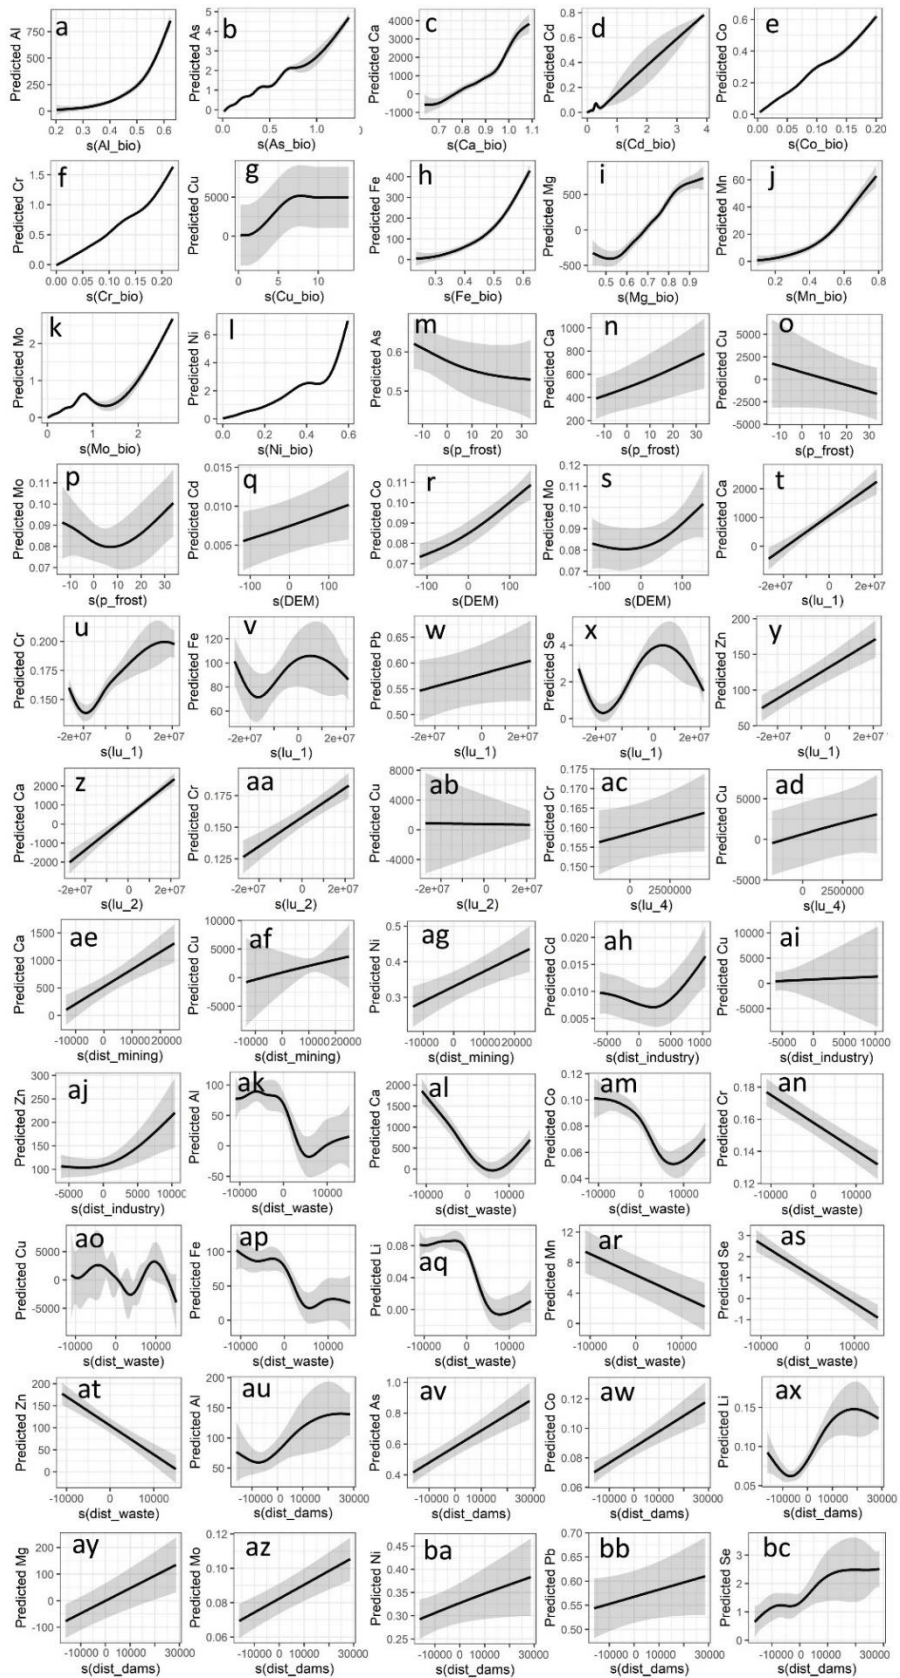 a
Predicted Al
750
500
250
0
0.2 0.3 0.4 0.5 0.6
s(Al_bio)
b
Predicted As
5
4
3
2
1
0
0.0 0.5 1.0
s(As_bio)
c
Predicted Ca
4000
3000
2000
1000
0
-1000
0.7 0.8 0.9 1.0 1.1
s(Ca_bio)
d
Predicted Cd
0.8
0.6
0.4
0.2
0.0
0 1 2 3 4
s(Cd_bio)
e
Predicted Co
0.6
0.4
0.2
0.0
0.00 0.05 0.10 0.15 0.20
s(Co_bio)
f
Predicted Cr
1.5
1.0
0.5
0.0
0.00 0.05 0.10 0.15 0.20
s(Cr_bio)
g
Predicted Cu
5000
0
0 5 10
s(Cu_bio)
h
Predicted Fe
400
300
200
100
0
0.3 0.4 0.5 0.6
s(Fe_bio)
i
Predicted Mg
500
0
-500
0.5 0.6 0.7 0.8 0.9
s(Mg_bio)
j
Predicted Mn
60
40
20
0
0.2 0.4 0.6 0.8
s(Mn_bio)
k
Predicted Mo
2
1
0
0 1 2
s(Mo_bio)
l
Predicted Ni
6
4
2
0
0.0 0.2 0.4 0.6
s(Ni_bio)
m
Predicted As
0.6
0.5
-10 0 10 20 30
s(p_frost)
n
Predicted Ca
1000
800
600
400
200
-10 0 10 20 30
s(p_frost)
o
Predicted Cu
5000
2500
0
-2500
-5000
-10 0 10 20 30
s(p_frost)
p
Predicted Mo
0.11
0.10
0.09
0.08
0.07
-10 0 10 20 30
s(p_frost)
q
Predicted Cd
0.015
0.010
0.005
-100 0 100
s(DEM)
r
Predicted Co
0.11
0.10
0.09
0.08
0.07
-100 0 100
s(DEM)
s
Predicted Mo
0.12
0.11
0.10
0.09
0.08
0.07
-100 0 100
s(DEM)
t
Predicted Ca
2000
1000
0
-2e+07 0 2e+07
s(lu_1)
u
Predicted Cr
0.200
0.175
0.150
-2e+07 0 2e+07
s(lu_1)
v
Predicted Fe
120
100
80
60
-2e+07 0 2e+07
s(lu_1)
w
Predicted Pb
0.65
0.60
0.55
0.50
-2e+07 0 2e+07
s(lu_1)
x
Predicted Se
4
2
0
-2e+07 0 2e+07
s(lu_1)
y
Predicted Zn
200
150
100
50
-2e+07 0 2e+07
s(lu_1)
z
Predicted Ca
2000
1000
0
-1000
-2000
-2e+07 0 2e+07
s(lu_2)
aa
Predicted Cr
0.175
0.150
0.125
-2e+07 0 2e+07
s(lu_2)
ab
Predicted Cu
8000
4000
0
-4000
-2e+07 0 2e+07
s(lu_2)
ac
Predicted Cr
0.175
0.170
0.165
0.160
0.155
0.150
0 2500000
s(lu_4)
ad
Predicted Cu
5000
0
-5000
0 2500000
s(lu_4)
ae
Predicted Ca
1500
1000
500
0
-10000 0 10000 20000
s(dist_mining)
af
Predicted Cu
10000
5000
0
-5000
-10000 0 10000 20000
s(dist_mining)
ag
Predicted Ni
0.5
0.4
0.3
-10000 0 10000 20000
s(dist_mining)
ah
Predicted Cd
0.020
0.015
0.010
0.005
-5000 0 5000 10000
s(dist_industry)
ai
Predicted Cu
10000
5000
0
-5000
-5000 0 5000 10000
s(dist_industry)
aj
Predicted Zn
300
250
200
150
100
-5000 0 5000 10000
s(dist_industry)
ak
Predicted Al
100
50
0
-50
-10000 0 10000
s(dist_waste)
al
Predicted Ca
2000
1500
1000
500
0
-10000 0 10000
s(dist_waste)
am
Predicted Co
0.12
0.10
0.08
0.06
0.04
-10000 0 10000
s(dist_waste)
an
Predicted Cr
0.18
0.16
0.14
0.12
-10000 0 10000
s(dist_waste)
ao
Predicted Cu
5000
0
-5000
-10000 0 10000
s(dist_waste)
ap
Predicted Fe
100
50
0
-10000 0 10000
s(dist_waste)
aq
Predicted Li
0.08
0.04
0.00
-10000 0 10000
s(dist_waste)
ar
Predicted Mn
12
8
4
0
-10000 0 10000
s(dist_waste)
as
Predicted Se
3
2
1
0
-1
-10000 0 10000
s(dist_waste)
at
Predicted Zn
200
150
100
50
0
-10000 0 10000
s(dist_waste)
au
Predicted Al
200
150
100
50
0
-10000 0 10000 30000
s(dist_dams)
av
Predicted As
1.0
0.8
0.6
0.4
-10000 0 10000 30000
s(dist_dams)
aw
Predicted Co
0.12
0.10
0.08
0.06
-10000 0 10000 30000
s(dist_dams)
ax
Predicted Li
0.15
0.10
0.05
-10000 0 10000 30000
s(dist_dams)
ay
Predicted Mg
200
100
0
-100
-10000 0 10000 30000
s(dist_dams)
az
Predicted Mo
0.12
0.10
0.08
0.06
-10000 0 10000 30000
s(dist_dams)
ba
Predicted Ni
0.45
0.40
0.35
0.30
0.25
-10000 0 10000 30000
s(dist_dams)
bb
Predicted Pb
0.70
0.65
0.60
0.55
0.50
-10000 0 10000 30000
s(dist_dams)
bc
Predicted Se
3
2
1
0
-10000 0 10000 30000
s(dist_dams)